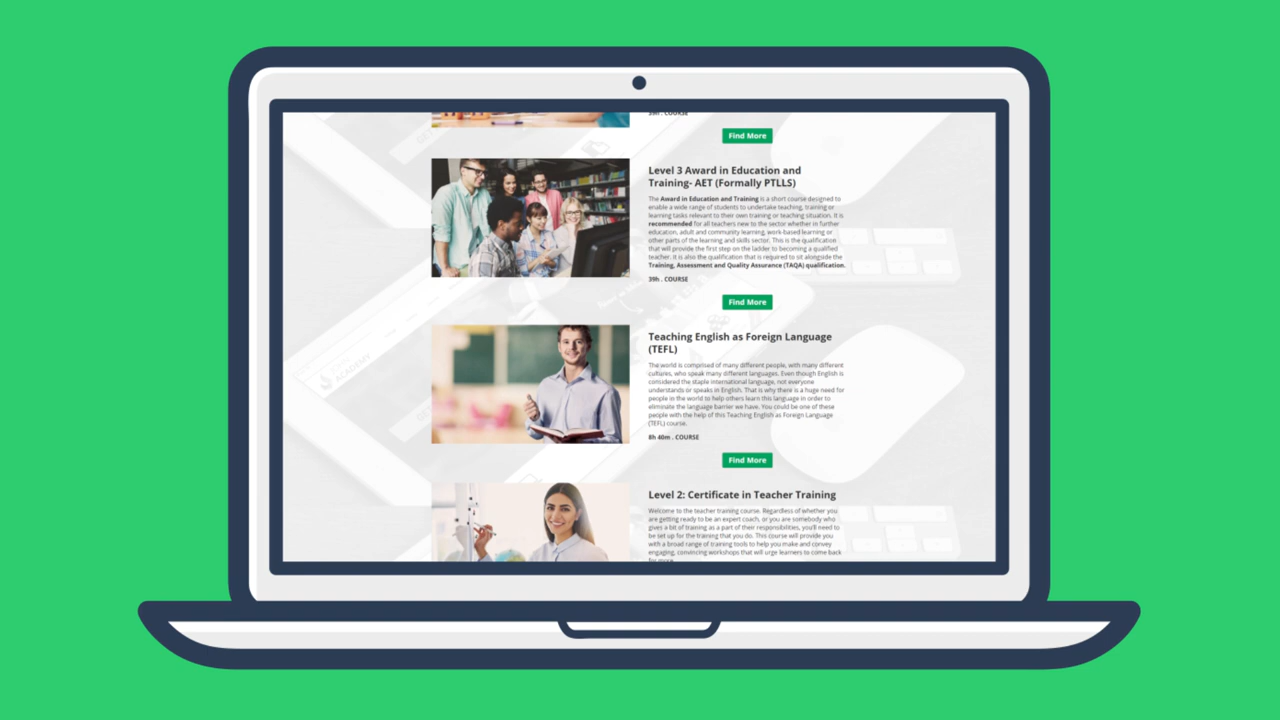 39h . COURSE
Find More
Level 3 Award in Education and
Training- AET (Formally PTLLS)
The Award in Education and Training is a short course designed to
enable a wide range of students to undertake teaching, training or
learning tasks relevant to their own training or teaching situation. It is
recommended for all teachers new to the sector whether in further
education, adult and community learning, work-based learning or
other parts of the learning and skills sector. This is the qualification
that will provide the first step on the ladder to becoming a qualified
teacher. It is also the qualification that is required to sit alongside the
Training, Assessment and Quality Assurance (TAQA) qualification.
39h . COURSE
Find More
Teaching English as Foreign Language
(TEFL)
The world is comprised of many different people, with many different
cultures, who speak many different languages. Even though English is
considered the staple international language, not everyone
understands or speaks in English. That is why there is a huge need for
people in the world to help others learn this language in order to
eliminate the language barrier we have. You could be one of these
people with the help of this Teaching English as Foreign Language
(TEFL) course.
8h 40m . COURSE
Find More
Level 2: Certificate in Teacher Training
Welcome to the teacher training course. Regardless of whether you
are getting ready to be an expert coach, or you are somebody who
gives a bit of training as a part of their responsibilities, you'll need to
be set up for the training that you do. This course will provide you
with a broad range of training tools to help you make and convey
engaging, convincing workshops that will urge learners to come back
for more.
ACADEMY